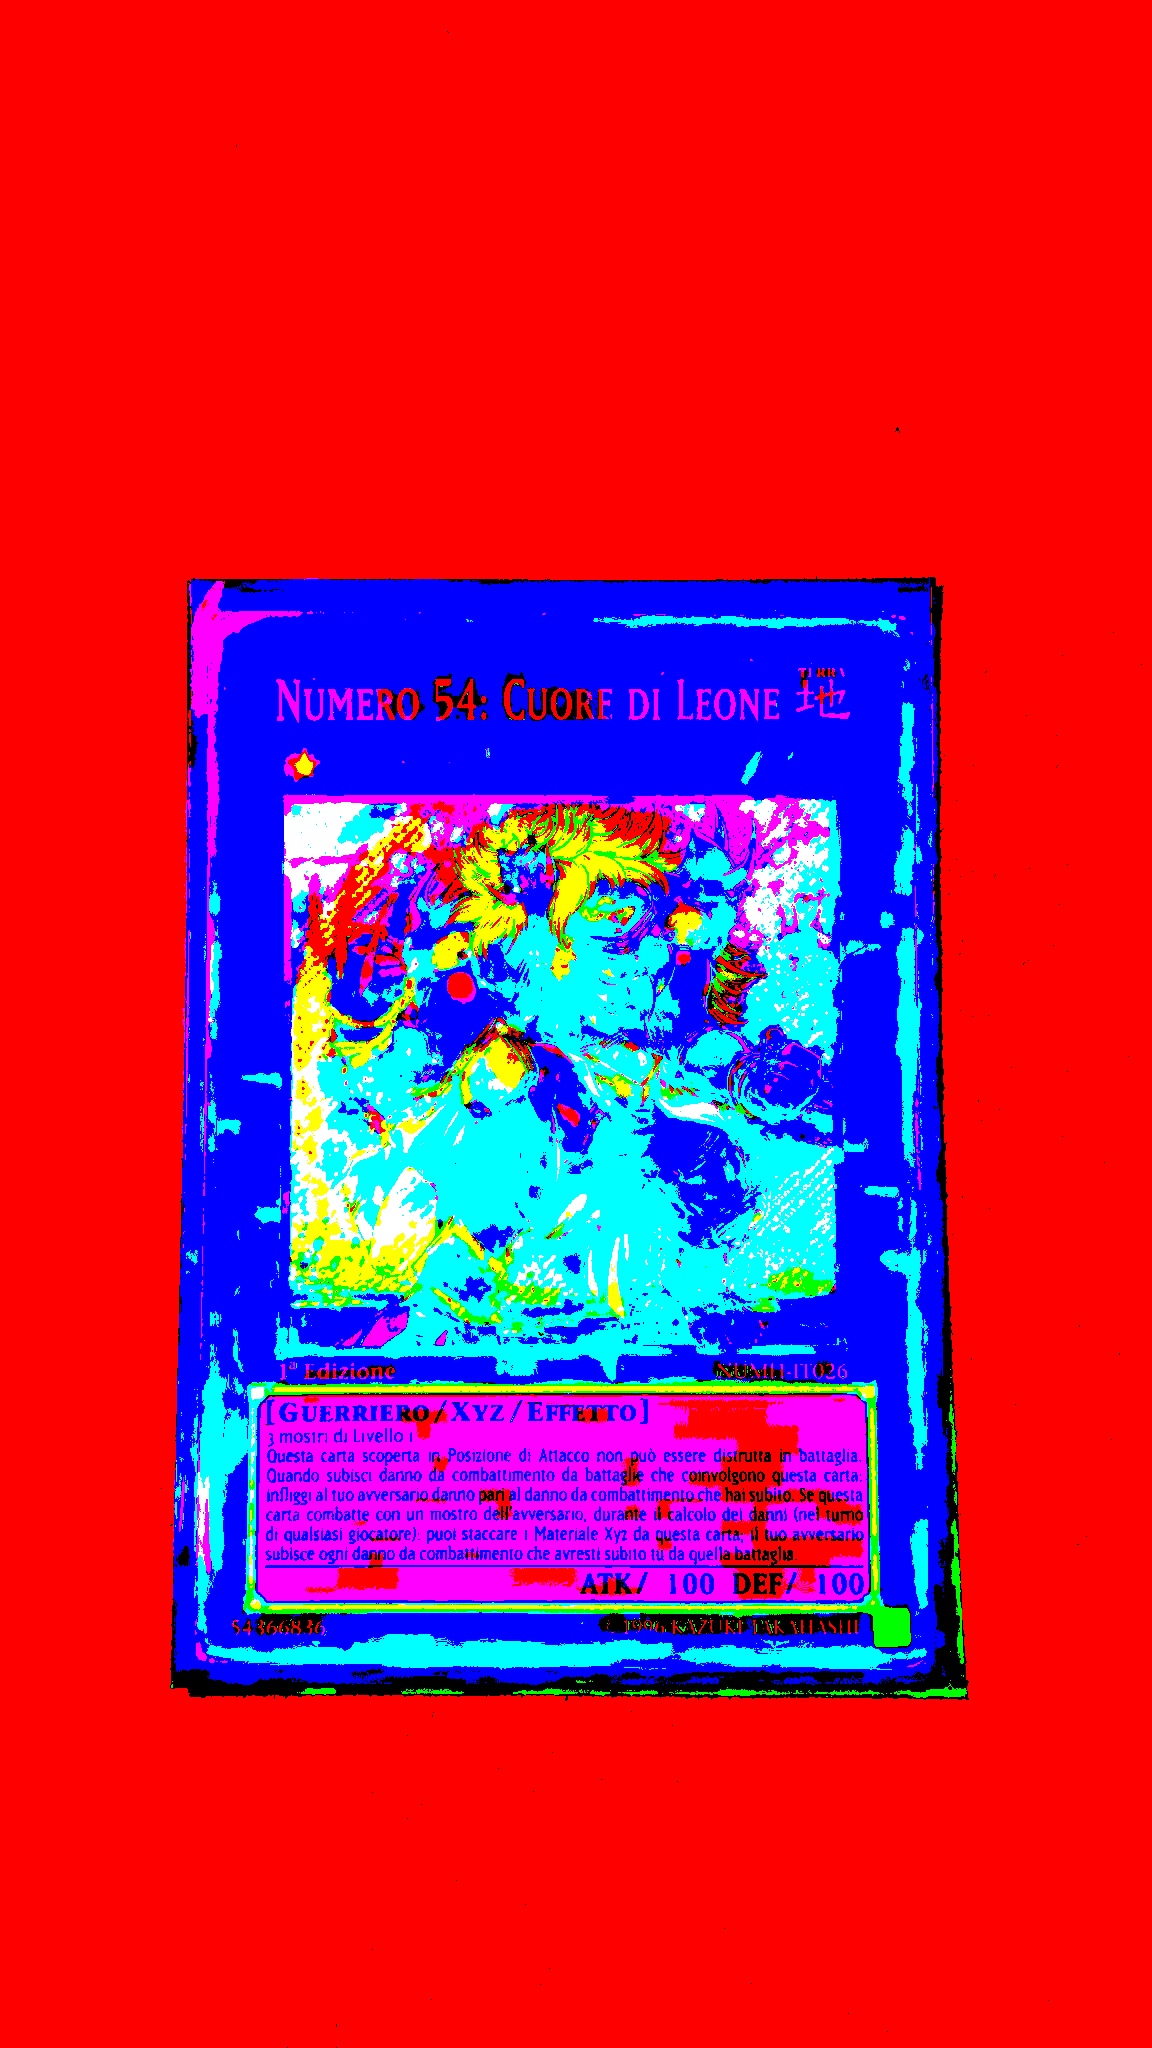 Numero 54: Cuore di Leone
TERRA
地
1ª Edizione
NUMH-IT026
[Guerriero/Xyz/Effetto]
3 mostri di Livello 1
Questa carta scoperta in Posizione di Attacco non può essere distrutta in battaglia.
Quando subisci danno da combattimento da battaglie che coinvolgono questa carta:
infliggi al tuo avversario danno pari al danno da combattimento che hai subito. Se questa
carta combatte con un mostro dell'avversario, durante il calcolo dei danni (nel turno
di qualsiasi giocatore): puoi staccare 1 Materiale Xyz da questa carta; il tuo avversario
subisce ogni danno da combattimento che avresti subito tu da quella battaglia.
ATK/ 100 DEF/ 100
54366836
© 1996 KAZUKI TAKAHASHI